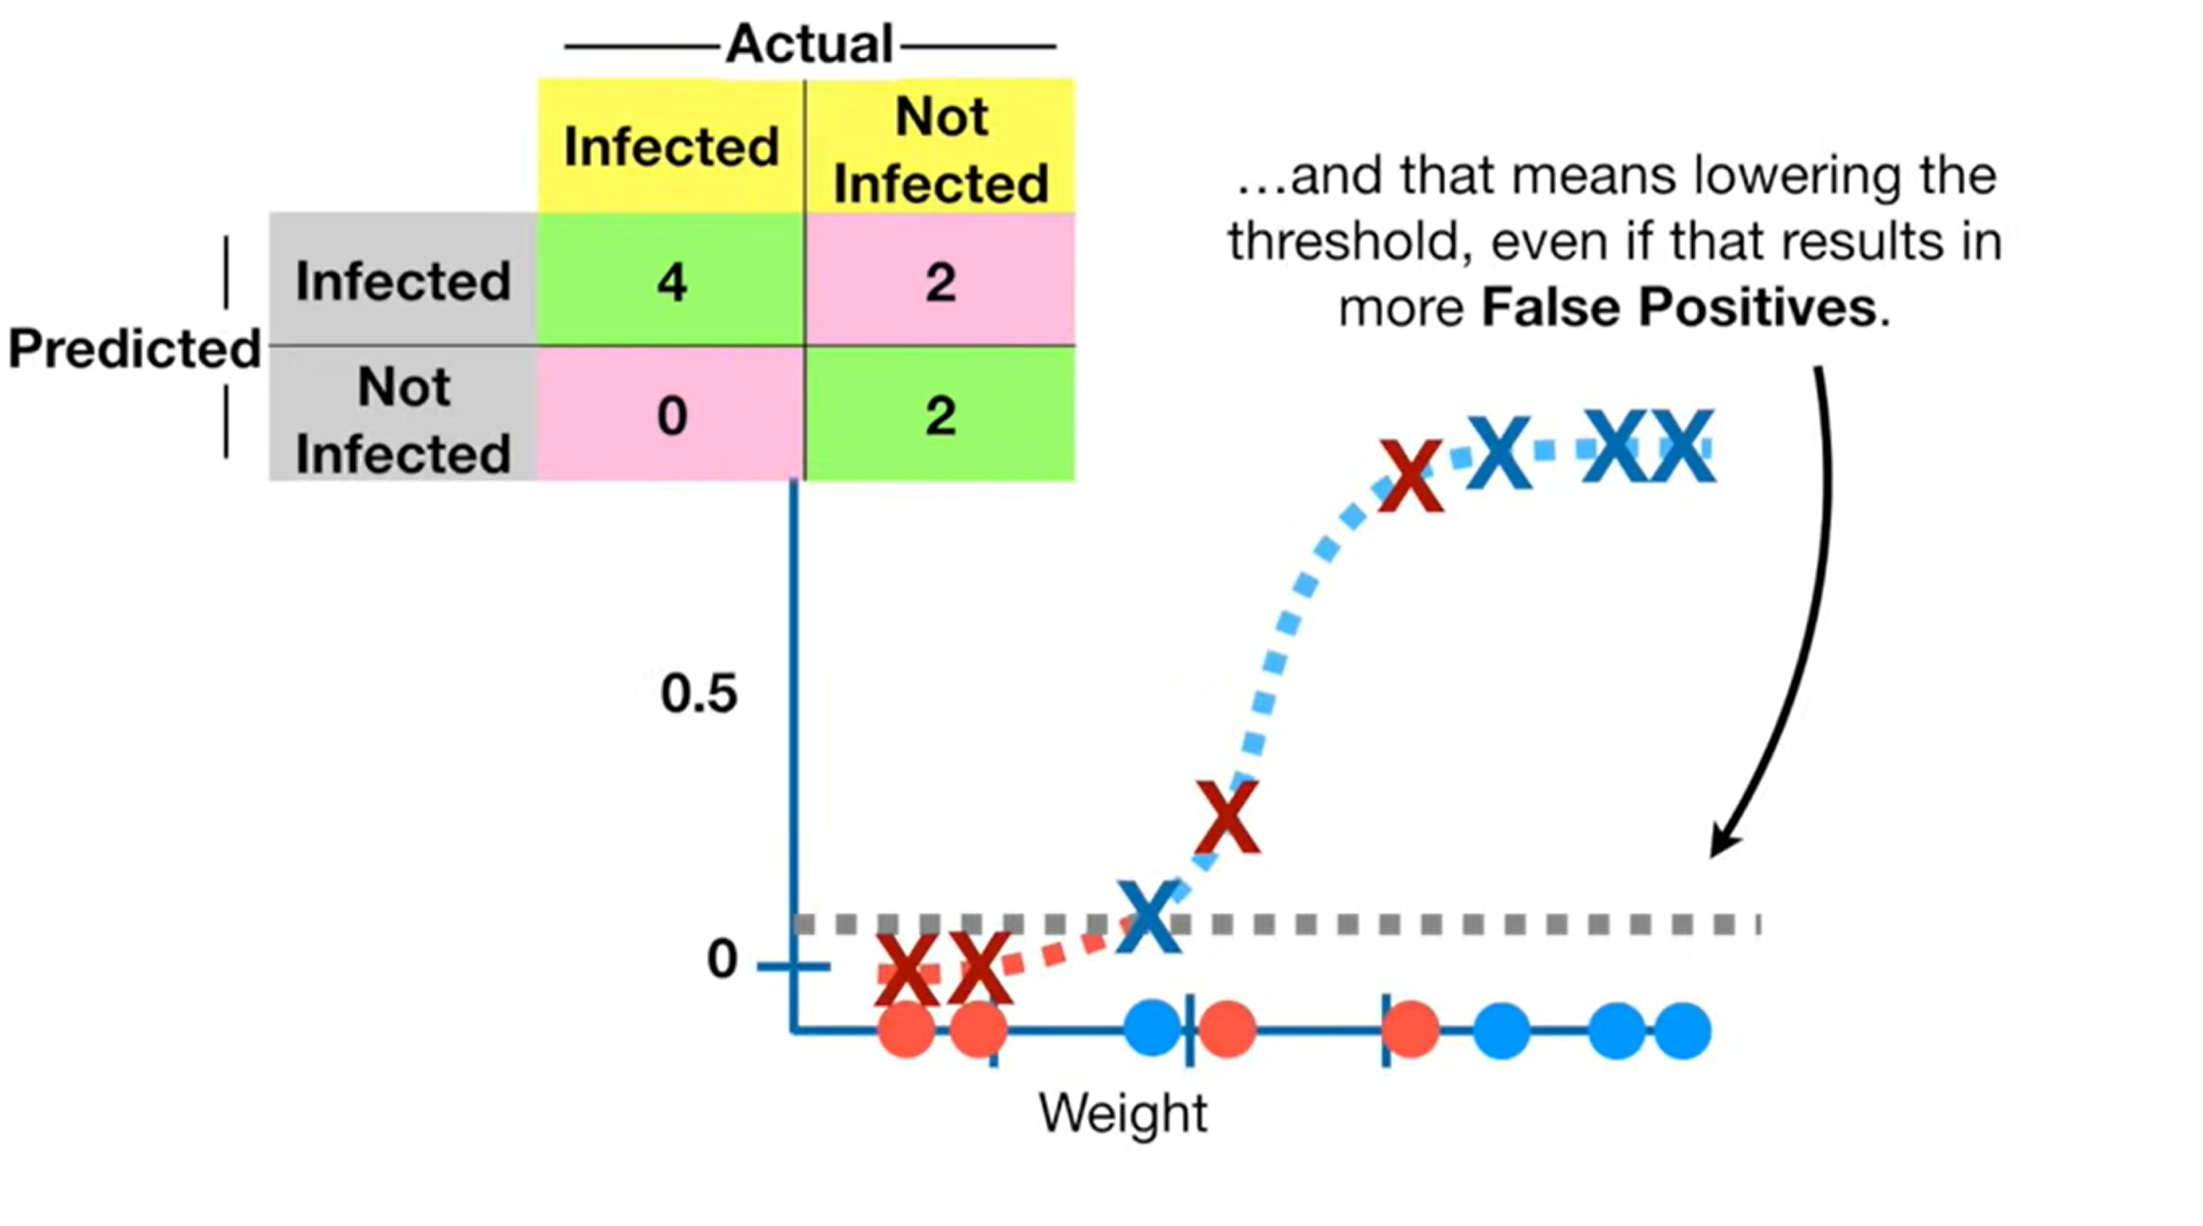 Actual
Infected
Not
Infected
…and that means lowering the
threshold, even if that results in
more False Positives.
Predicted
Infected
4
2
Not
Infected
0
2
X X X X
0.5
X
X
0
X X
Weight